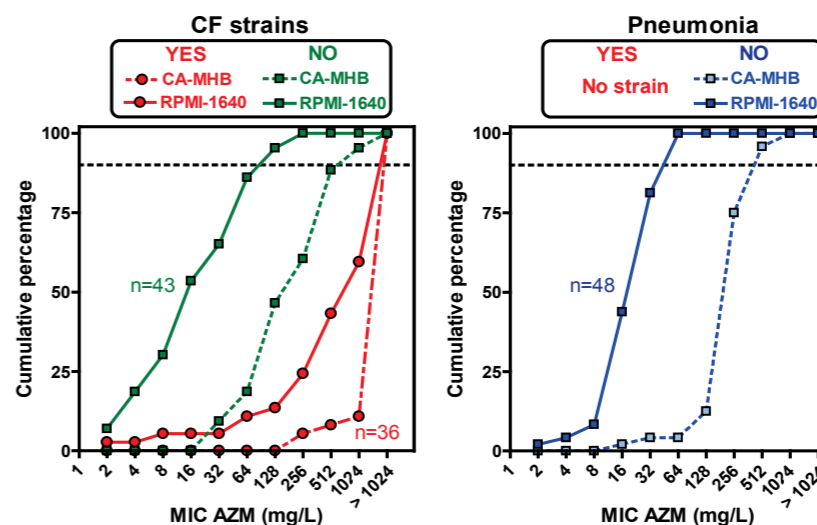 CF strains
YES NO
CA-MHB CA-MHB
RPMI-1640 RPMI-1640
Cumulative percentage
100
75
50
25
0
n=43
n=36
1 2 4 8 16 32 64 128 256 512 1024 > 1024
MIC AZM (mg/L)
Pneumonia
YES NO
No strain CA-MHB
RPMI-1640
Cumulative percentage
100
75
50
25
0
n=48
1 2 4 8 16 32 64 128 256 512 1074 > 1024
MIC AZM (mg/L)